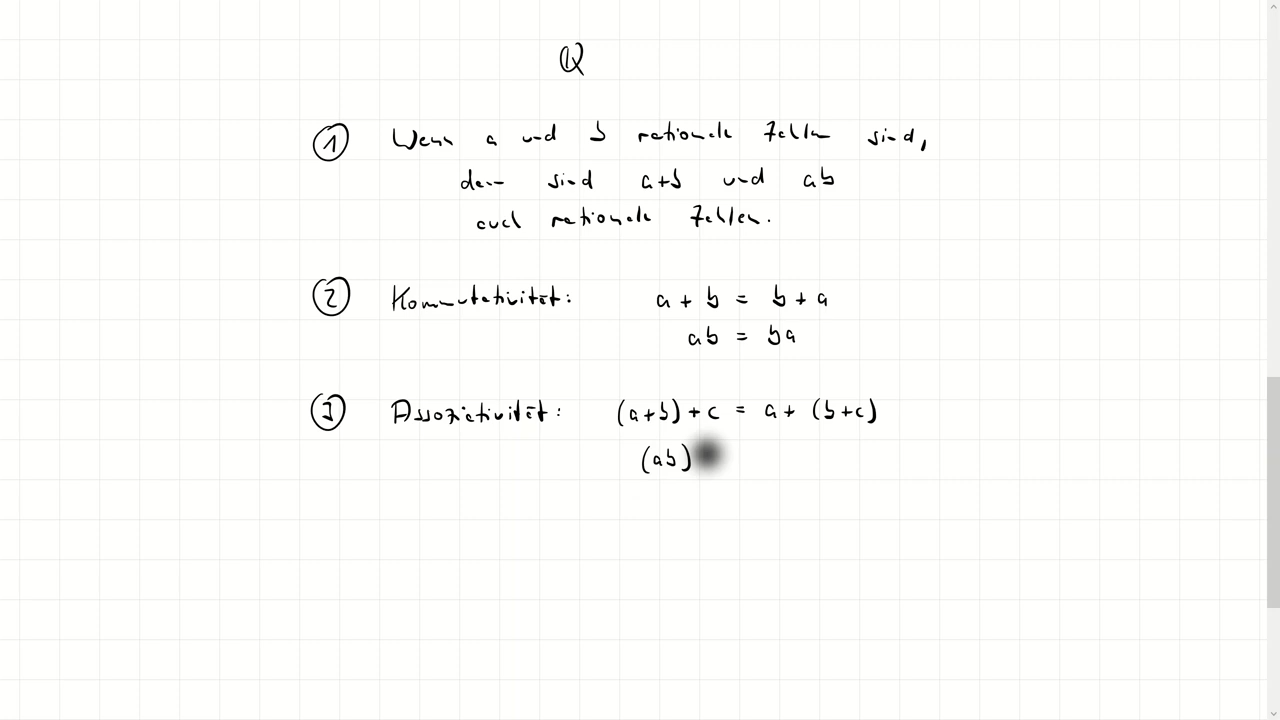 ℚ
① Wenn a und b rationale Zahlen sind,
dann sind a+b und ab
auch rationale Zahlen.
② Kommutativität: a + b = b + a
ab = ba
③ Assoziativität: (a+b) + c = a + (b+c)
(ab)